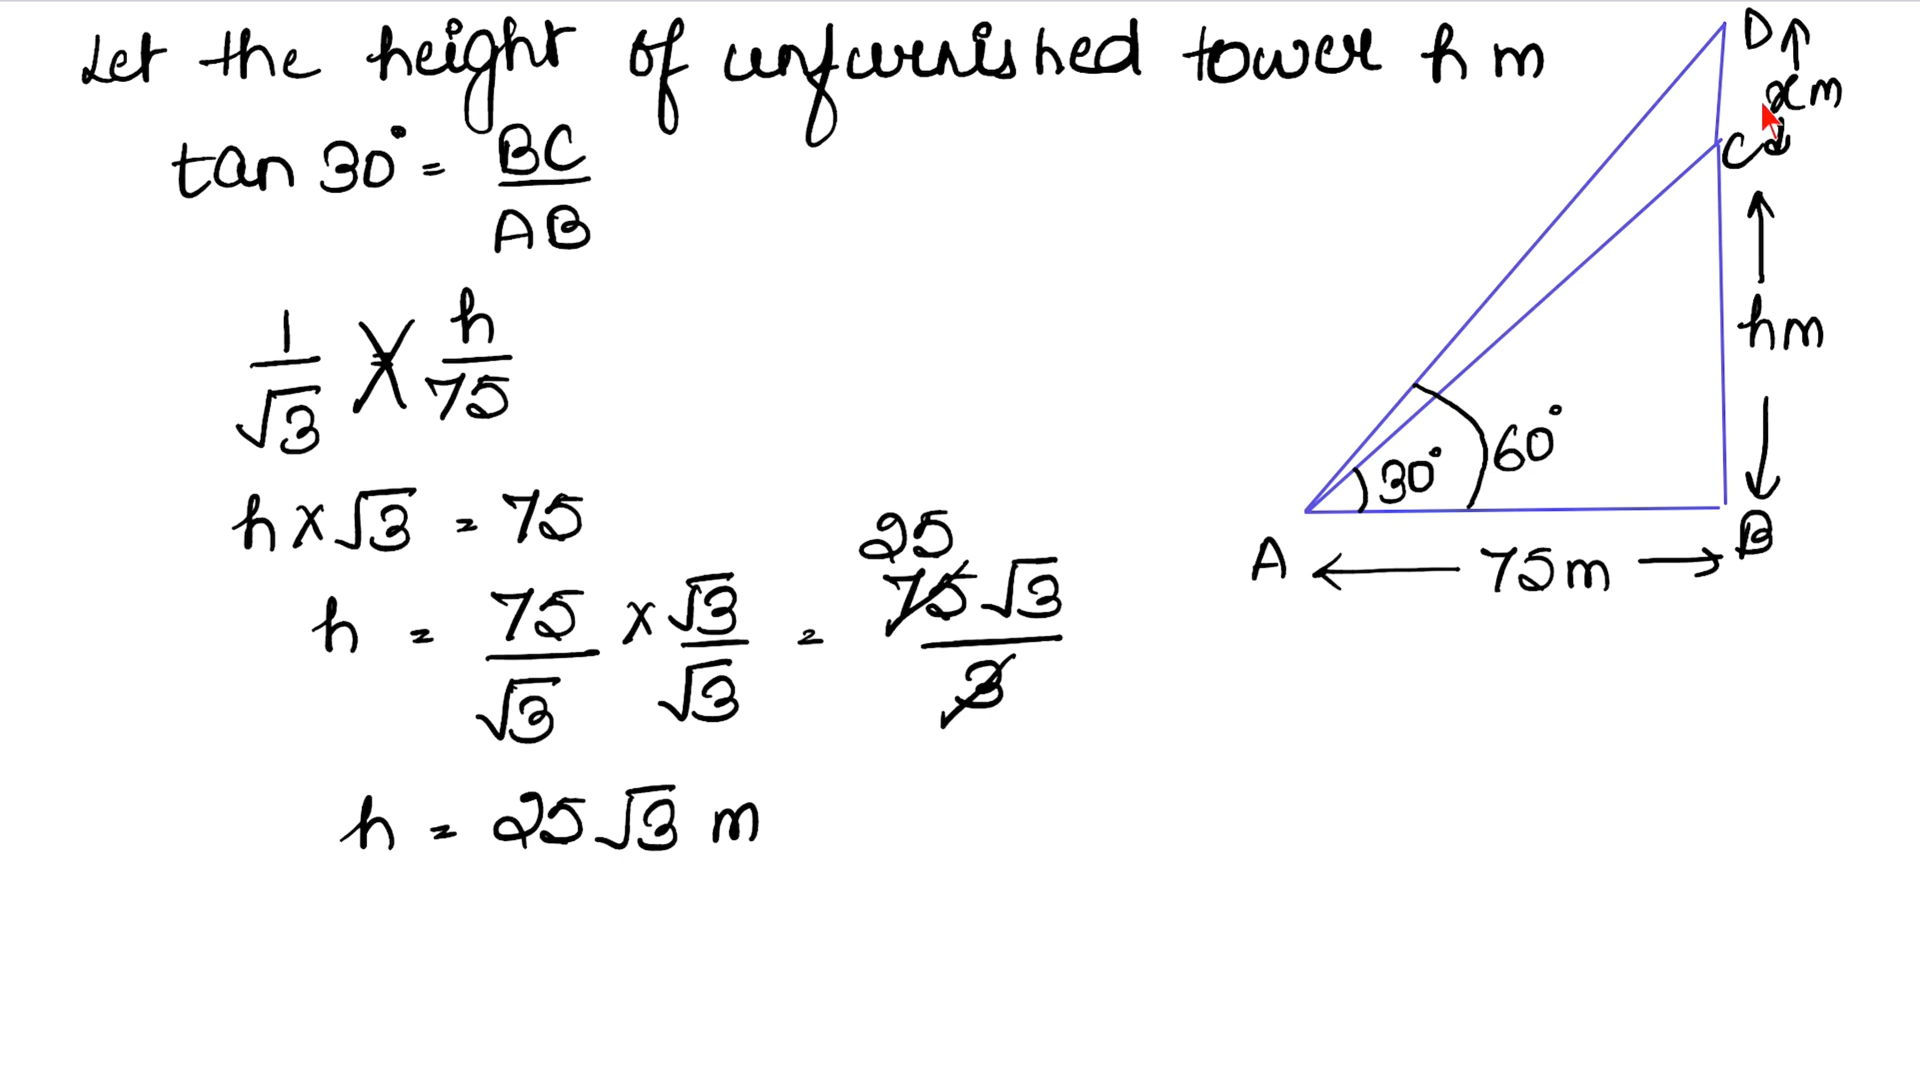 Let the height of unfurnished tower h m
tan 30° = BC/AB
1/√3 X h/75
h x √3 = 75
h = 75/√3 x √3/√3 = 25 75√3/3
h = 25√3 m
D
x m
C
h m
30°
60°
A
75 m
B